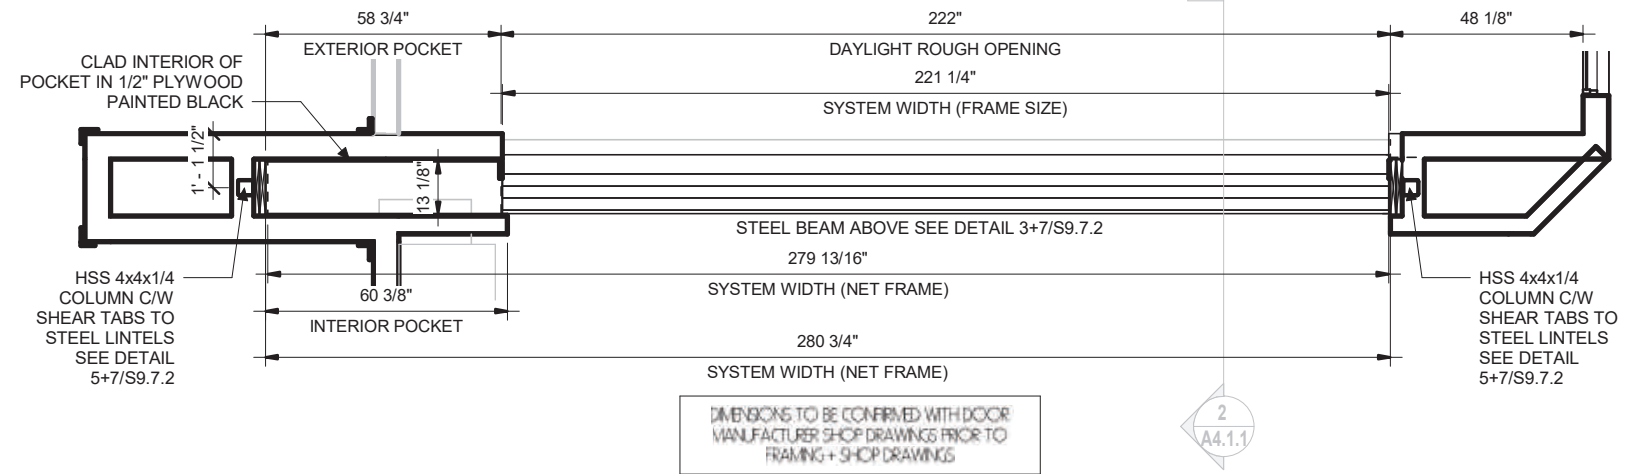 58 3/4"
EXTERIOR POCKET
222"
DAYLIGHT ROUGH OPENING
48 1/8"
221 1/4"
SYSTEM WIDTH (FRAME SIZE)
CLAD INTERIOR OF
POCKET IN 1/2" PLYWOOD
PAINTED BLACK
1' - 1 1/2"
13 1/8"
STEEL BEAM ABOVE SEE DETAIL 3+7/S9.7.2
279 13/16"
SYSTEM WIDTH (NET FRAME)
60 3/8"
INTERIOR POCKET
280 3/4"
SYSTEM WIDTH (NET FRAME)
HSS 4x4x1/4
COLUMN C/W
SHEAR TABS TO
STEEL LINTELS
SEE DETAIL
5+7/S9.7.2
HSS 4x4x1/4
COLUMN C/W
SHEAR TABS TO
STEEL LINTELS
SEE DETAIL
5+7/S9.7.2
DIMENSIONS TO BE CONFIRMED WITH DOOR
MANUFACTURER SHOP DRAWINGS PRIOR TO
FRAMING + SHOP DRAWINGS
2
A4.1.1